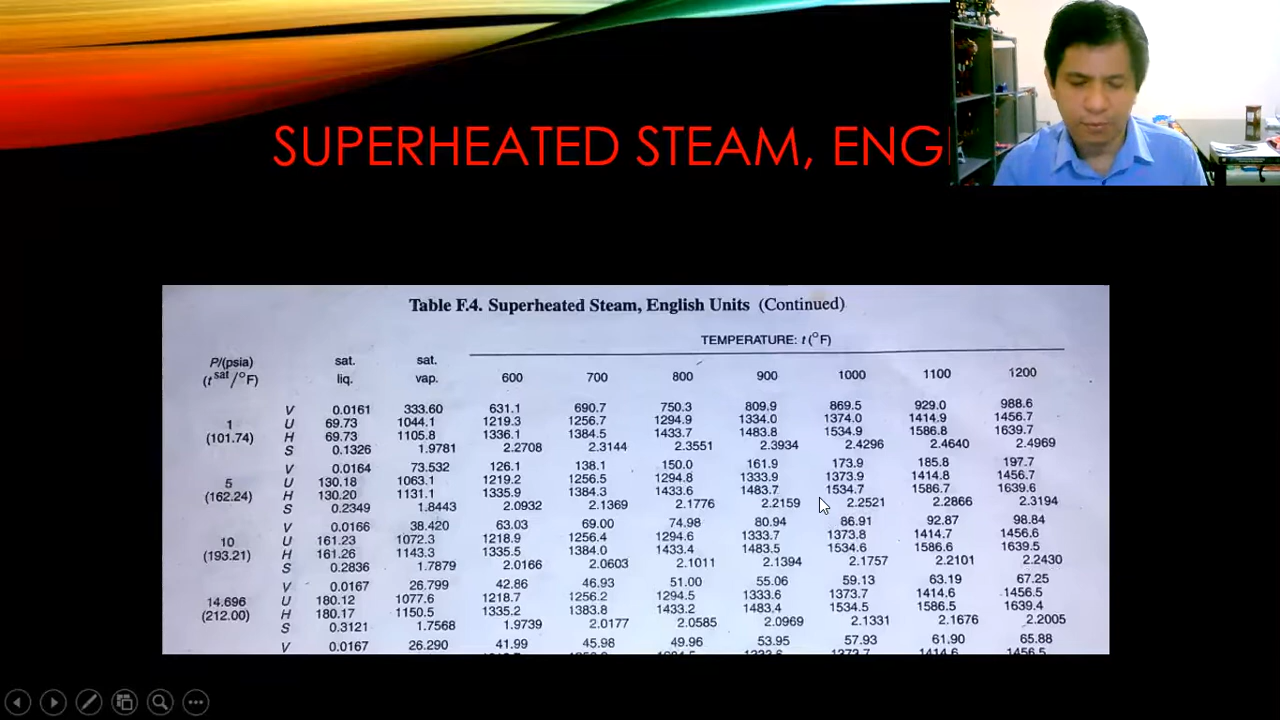 SUPERHEATED STEAM, ENGI
Table F.4. Superheated Steam, English Units (Continued)
TEMPERATURE: t (°F)
P/(psia) sat. sat.
(t sat/°F) liq. vap. 600 700 800 900 1000 1100 1200
V 0.0161 333.60 631.1 690.7 750.3 809.9 869.5 929.0 988.6
1 U 69.73 1044.1 1219.3 1256.7 1294.9 1334.0 1374.0 1414.9 1456.7
(101.74) H 69.73 1105.8 1336.1 1384.5 1433.7 1483.8 1534.9 1586.8 1639.7
S 0.1326 1.9781 2.2708 2.3144 2.3551 2.3934 2.4296 2.4640 2.4969
V 0.0164 73.532 126.1 138.1 150.0 161.9 173.9 185.8 197.7
5 U 130.18 1063.1 1219.2 1256.5 1294.8 1333.9 1373.9 1414.8 1456.7
(162.24) H 130.20 1131.1 1335.9 1384.3 1433.6 1483.7 1534.7 1586.7 1639.6
S 0.2349 1.8443 2.0932 2.1369 2.1776 2.2159 2.2521 2.2866 2.3194
V 0.0166 38.420 63.03 69.00 74.98 80.94 86.91 92.87 98.84
10 U 161.23 1072.3 1218.9 1256.4 1294.6 1333.7 1373.8 1414.7 1456.6
(193.21) H 161.26 1143.3 1335.5 1384.0 1433.4 1483.5 1534.6 1586.6 1639.5
S 0.2836 1.7879 2.0166 2.0603 2.1011 2.1394 2.1757 2.2101 2.2430
V 0.0167 26.799 42.86 46.93 51.00 55.06 59.13 63.19 67.25
14.696 U 180.12 1077.6 1218.7 1256.2 1294.5 1333.6 1373.7 1414.6 1456.5
(212.00) H 180.17 1150.5 1335.2 1383.8 1433.2 1483.4 1534.5 1586.5 1639.4
S 0.3121 1.7568 1.9739 2.0177 2.0585 2.0969 2.1331 2.1676 2.2005
V 0.0167 26.290 41.99 45.98 49.96 53.95 57.93 61.90 65.88
1373.7 1414.6 1456.5